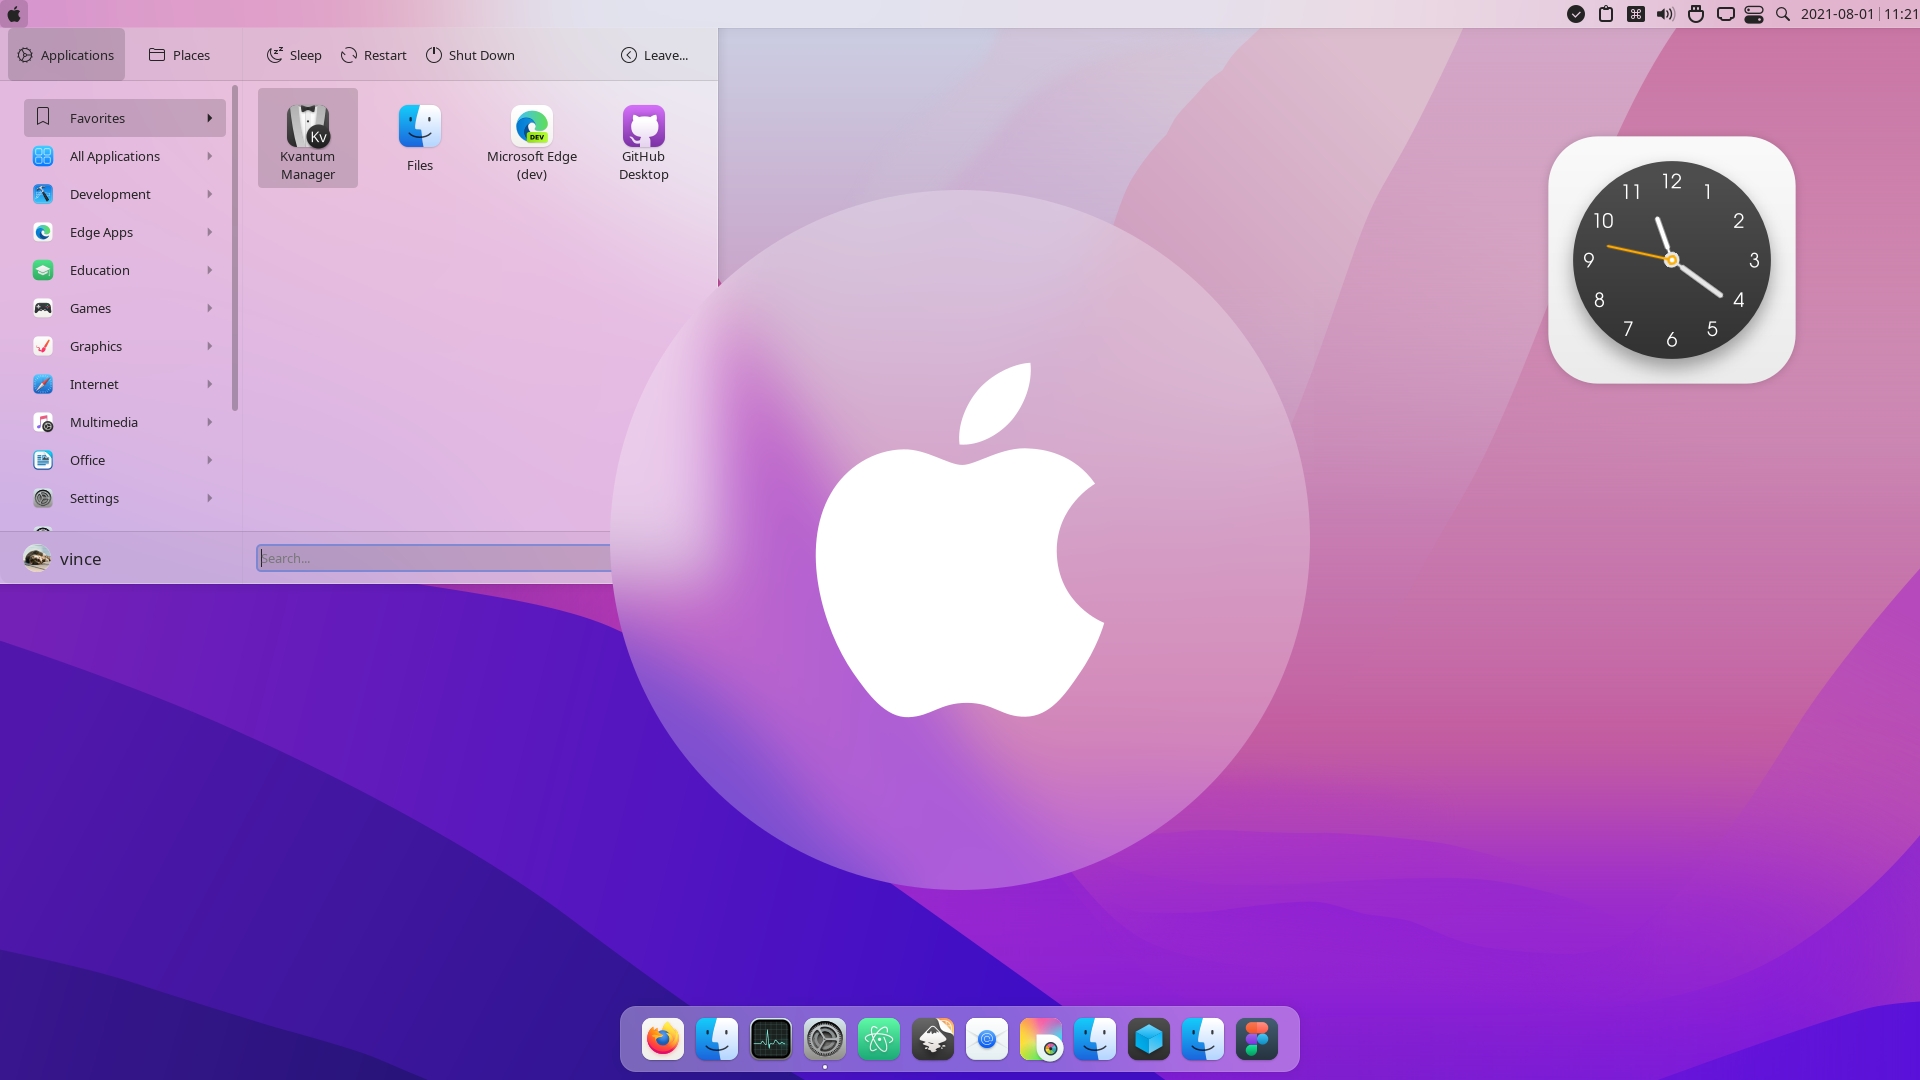 2021-08-01 11:21
Applications
Places
Sleep
Restart
Shut Down
Leave...
Favorites
All Applications
Development
Edge Apps
Education
Games
Graphics
Internet
Multimedia
Office
Settings
Kv
Kvantum
Manager
Files
DEV
Microsoft Edge
(dev)
GitHub
Desktop
vince
Search...
12
11 1
10 2
9 3
8 4
7 5
6